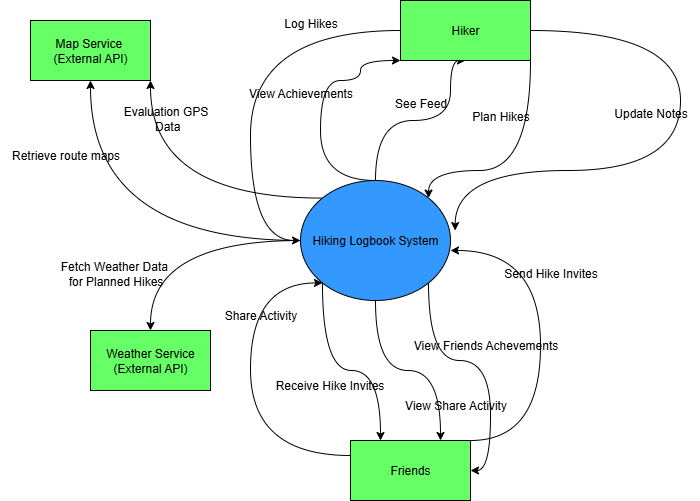 Log Hikes
Hiker
Map Service
(External API)
View Achievements
See Feed
Evaluation GPS
Data
Plan Hikes
Update Notes
Retrieve route maps
Hiking Logbook System
Fetch Weather Data
for Planned Hikes
Send Hike Invites
Share Activity
View Friends Achevements
Weather Service
(External API)
Receive Hike Invites
View Share Activity
Friends